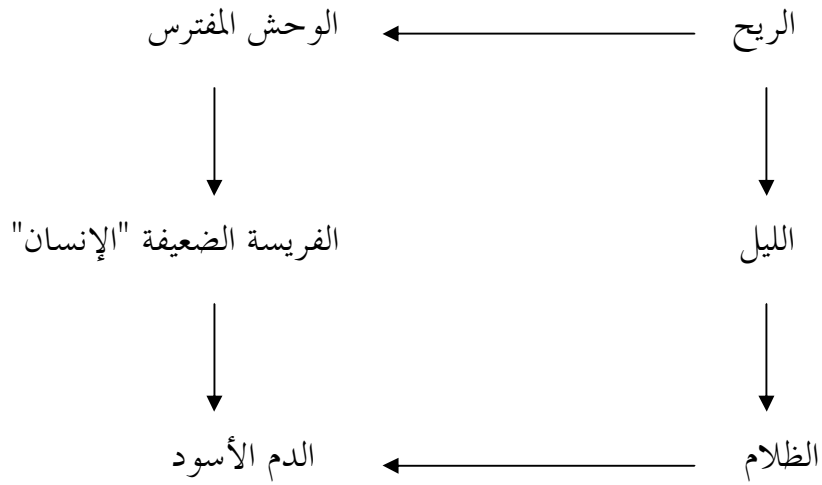 الريح الوحش المفترس
الليل الفريسة الضعيفة "الإنسان"
الظلام الدم الأسود